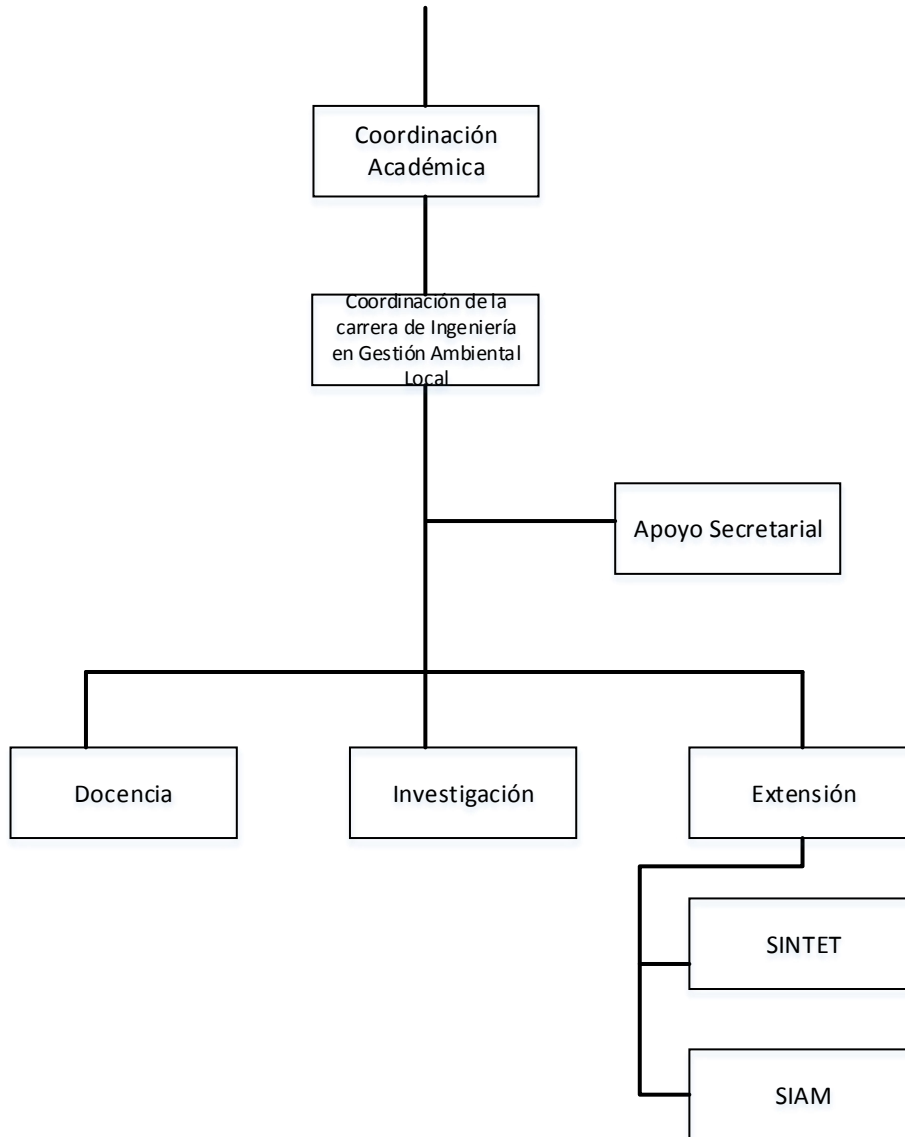 Coordinación
Académica
Coordinación de la
carrera de Ingeniería
en Gestión Ambiental
Local
Apoyo Secretarial
Docencia
Investigación
Extensión
SINTET
SIAM